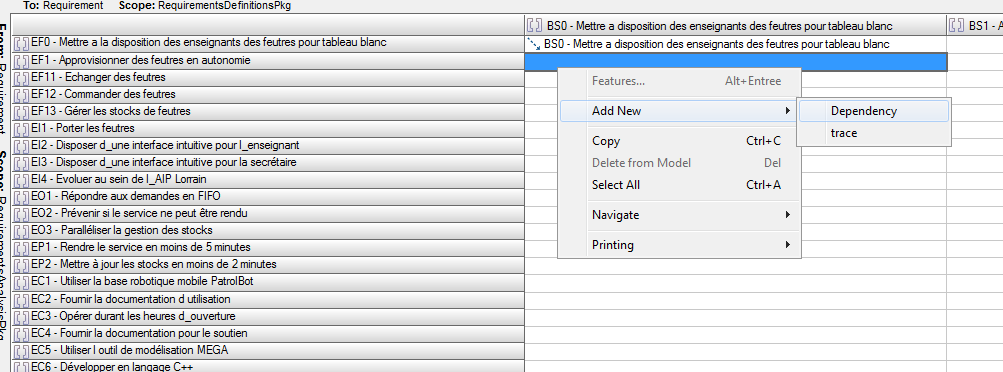 To: Requirement Scope: RequirementsDefinitionsPkg
From: Requirement Scope: RequirementsAnalysisPkg
BS0 - Mettre a disposition des enseignants des feutres pour tableau blanc
BS1 - A
EF0 - Mettre a la disposition des enseignants des feutres pour tableau blanc
BS0 - Mettre a disposition des enseignants des feutres pour tableau blanc
EF1 - Approvisionner des feutres en autonomie
EF11 - Echanger des feutres
EF12 - Commander des feutres
EF13 - Gérer les stocks de feutres
EI1 - Porter les feutres
EI2 - Disposer d_une interface intuitive pour l_enseignant
EI3 - Disposer d_une interface intuitive pour la secrétaire
EI4 - Evoluer au sein de l_AIP Lorrain
EO1 - Répondre aux demandes en FIFO
EO2 - Prévenir si le service ne peut être rendu
EO3 - Paralléliser la gestion des stocks
EP1 - Rendre le service en moins de 5 minutes
EP2 - Mettre à jour les stocks en moins de 2 minutes
EC1 - Utiliser la base robotique mobile PatrolBot
EC2 - Fournir la documentation d utilisation
EC3 - Opérer durant les heures d_ouverture
EC4 - Fournir la documentation pour le soutien
EC5 - Utiliser l outil de modélisation MEGA
EC6 - Développer en langage C++
Features... Alt+Entree
Add New
Copy Ctrl+C
Delete from Model Del
Select All Ctrl+A
Navigate
Printing
Dependency
trace